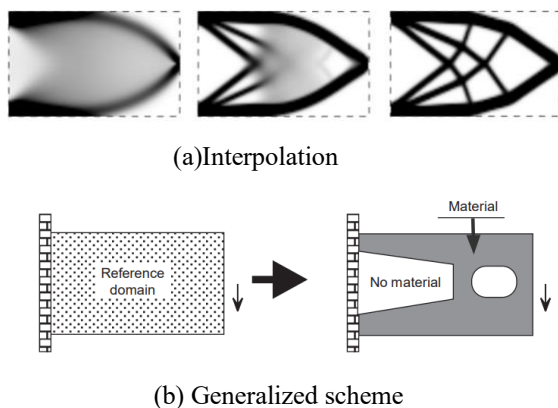 (a)Interpolation
Reference
domain
Material
No material
(b) Generalized scheme